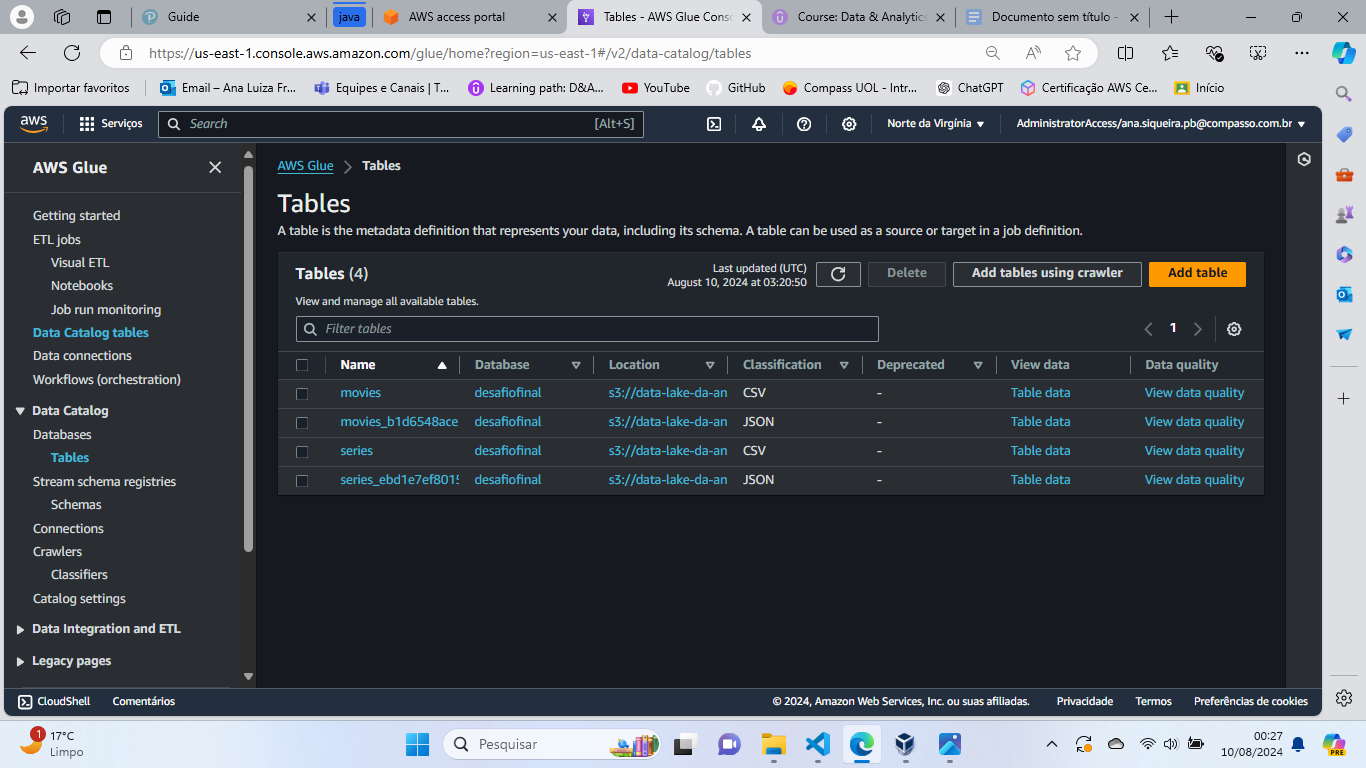 Guide
java
AWS access portal
Tables - AWS Glue Conso
Course: Data & Analytics
Documento sem título -
https://us-east-1.console.aws.amazon.com/glue/home?region=us-east-1#/v2/data-catalog/tables
Importar favoritos
Email – Ana Luiza Fr...
Equipes e Canais | T...
Learning path: D&A...
YouTube
GitHub
Compass UOL - Intr...
ChatGPT
Certificação AWS Ce...
Início
aws
Serviços
Search
[Alt+S]
Norte da Virgínia
AdministratorAccess/ana.siqueira.pb@compasso.com.br
AWS Glue
Getting started
ETL jobs
Visual ETL
Notebooks
Job run monitoring
Data Catalog tables
Data connections
Workflows (orchestration)
Data Catalog
Databases
Tables
Stream schema registries
Schemas
Connections
Crawlers
Classifiers
Catalog settings
Data Integration and ETL
Legacy pages
AWS Glue
Tables
Tables
A table is the metadata definition that represents your data, including its schema. A table can be used as a source or target in a job definition.
Tables (4)
Last updated (UTC)
August 10, 2024 at 03:20:50
Delete
Add tables using crawler
Add table
View and manage all available tables.
Filter tables
1
Name Database Location Classification Deprecated View data Data quality
movies desafiofinal s3://data-lake-da-an CSV - Table data View data quality
movies_b1d6548ace desafiofinal s3://data-lake-da-an JSON - Table data View data quality
series desafiofinal s3://data-lake-da-an CSV - Table data View data quality
series_ebd1e7ef8015 desafiofinal s3://data-lake-da-an JSON - Table data View data quality
CloudShell
Comentários
© 2024, Amazon Web Services, Inc. ou suas afiliadas.
Privacidade
Termos
Preferências de cookies
1
17°C
Limpo
Pesquisar
00:27
10/08/2024
PRE